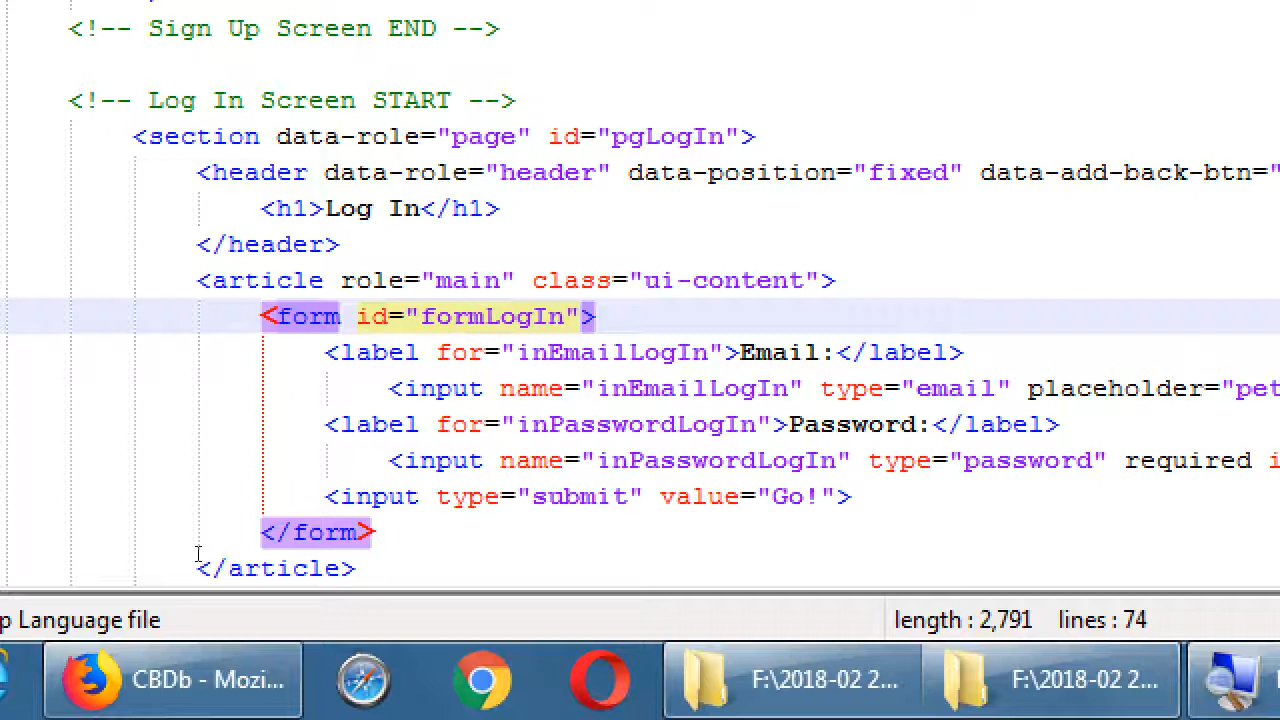 <!-- Sign Up Screen END -->
<!-- Log In Screen START -->
<section data-role="page" id="pgLogIn">
<header data-role="header" data-position="fixed" data-add-back-btn="
<h1>Log In</h1>
</header>
<article role="main" class="ui-content">
<form id="formLogIn">
<label for="inEmailLogIn">Email:</label>
<input name="inEmailLogIn" type="email" placeholder="pet
<label for="inPasswordLogIn">Password:</label>
<input name="inPasswordLogIn" type="password" required i
<input type="submit" value="Go!">
</form>
</article>
p Language file length : 2,791 lines : 74
CBDb - Mozi... F:\2018-02 2... F:\2018-02 2...